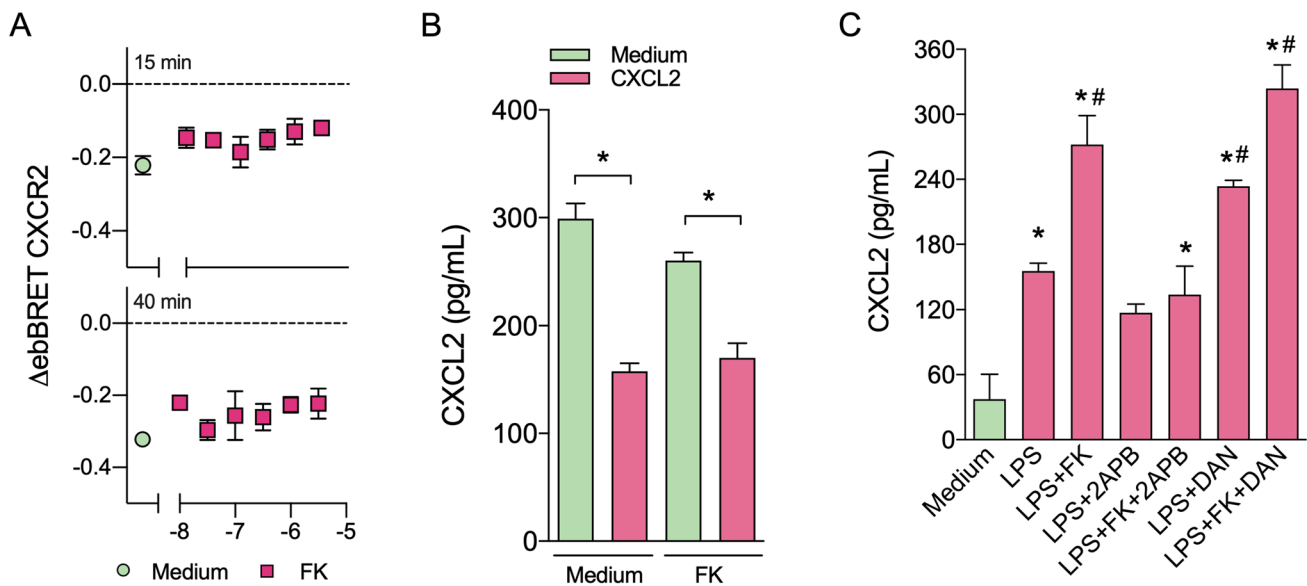 A
15 min
0.0
-0.2
-0.4
40 min
0.0
-0.2
-0.4
-8 -7 -6 -5
ΔebBRET CXCR2
Medium FK
B
Medium
CXCL2
400
300
200
100
0
CXCL2 (pg/mL)
*
*
Medium FK
C
360
300
240
180
120
60
0
CXCL2 (pg/mL)
*
*#
*
*#
*#
Medium
LPS
LPS+FK
LPS+2APB
LPS+FK+2APB
LPS+DAN
LPS+FK+DAN